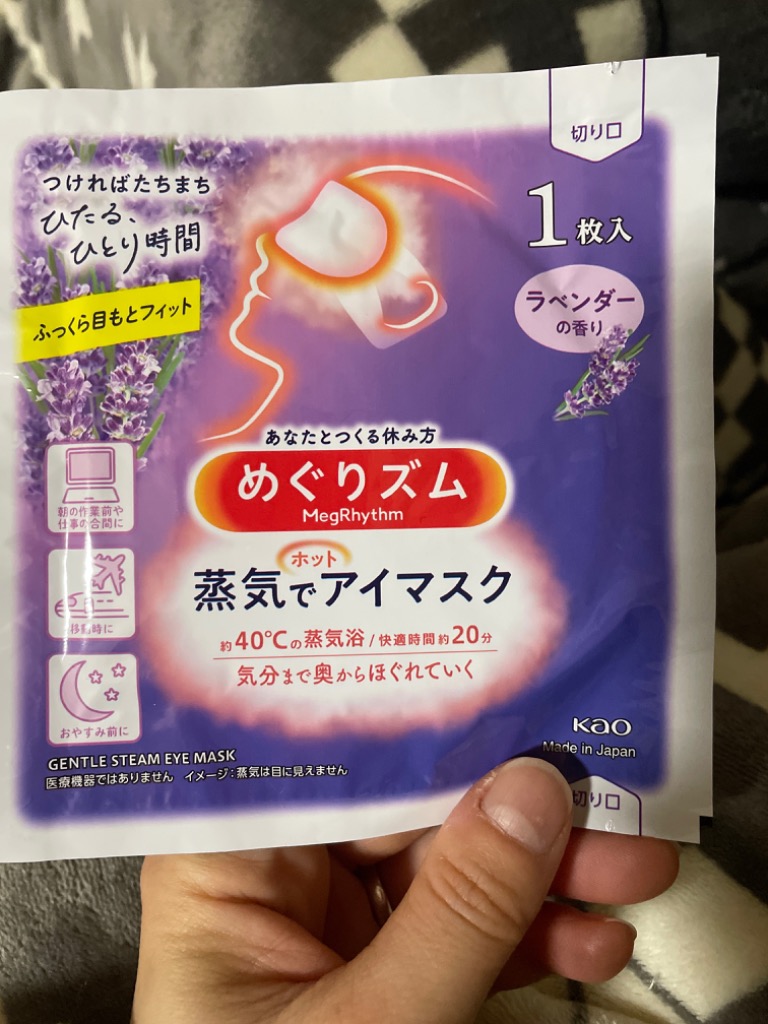 切り口
つければたちまち
ひたる、
ひとり時間
1枚入
ふっくら目もとフィット
ラベンダー
の香り
あなたとつくる休み方
めぐりズム
MegRhythm
ホット
蒸気でアイマスク
約40℃の蒸気浴/快適時間約20分
気分まで奥からほぐれていく
朝の作業前や
仕事の合間に
移動時に
おやすみ前に
Kao
Made in Japan
GENTLE STEAM EYE MASK
医療機器ではありません イメージ:蒸気は目に見えません
切り口